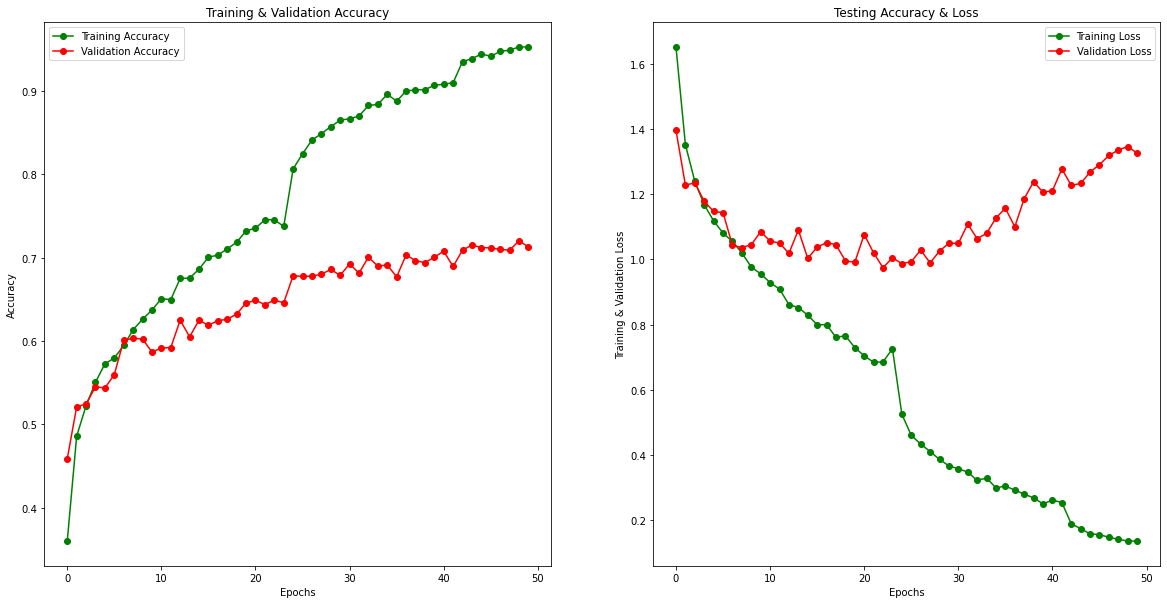 Training & Validation Accuracy
Training Accuracy
Validation Accuracy
Accuracy
0.9
0.8
0.7
0.6
0.5
0.4
0 10 20 30 40 50
Epochs
Testing Accuracy & Loss
Training Loss
Validation Loss
Training & Validation Loss
1.6
1.4
1.2
1.0
0.8
0.6
0.4
0.2
0 10 20 30 40 50
Epochs